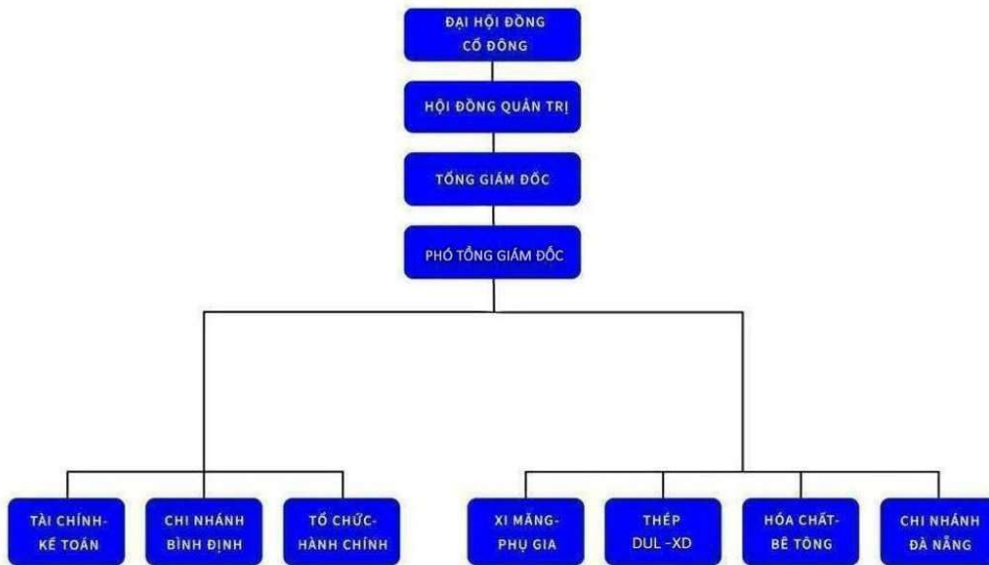 ĐẠI HỘI ĐỒNG
CỔ ĐÔNG
HỘI ĐỒNG QUẢN TRỊ
TỔNG GIÁM ĐỐC
PHÓ TỔNG GIÁM ĐỐC
TÀI CHÍNH-
KẾ TOÁN
CHI NHÁNH
BÌNH ĐỊNH
TỔ CHỨC-
HÀNH CHÍNH
XI MĂNG-
PHỤ GIA
THÉP
DUL –XD
HÓA CHẤT-
BÊ TÔNG
CHI NHÁNH
ĐÀ NẴNG